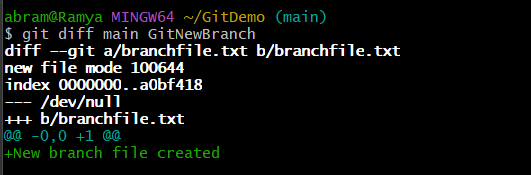 abram@Ramya MINGW64 ~/GitDemo (main)
$ git diff main GitNewBranch
diff --git a/branchfile.txt b/branchfile.txt
new file mode 100644
index 0000000..a0bf418
--- /dev/null
+++ b/branchfile.txt
@@ -0,0 +1 @@
+New branch file created